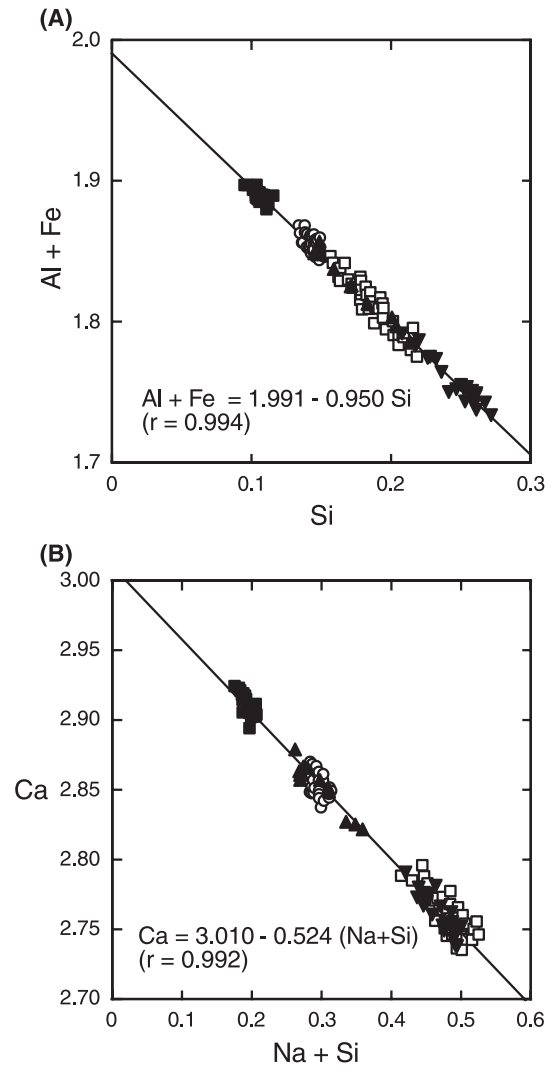 (A)
2.0
1.9
1.8
1.7
Al + Fe
Al + Fe = 1.991 - 0.950 Si
(r = 0.994)
0 0.1 0.2 0.3
Si
(B)
3.00
2.95
2.90
2.85
2.80
2.75
2.70
Ca
Ca = 3.010 - 0.524 (Na+Si)
(r = 0.992)
0 0.1 0.2 0.3 0.4 0.5 0.6
Na + Si